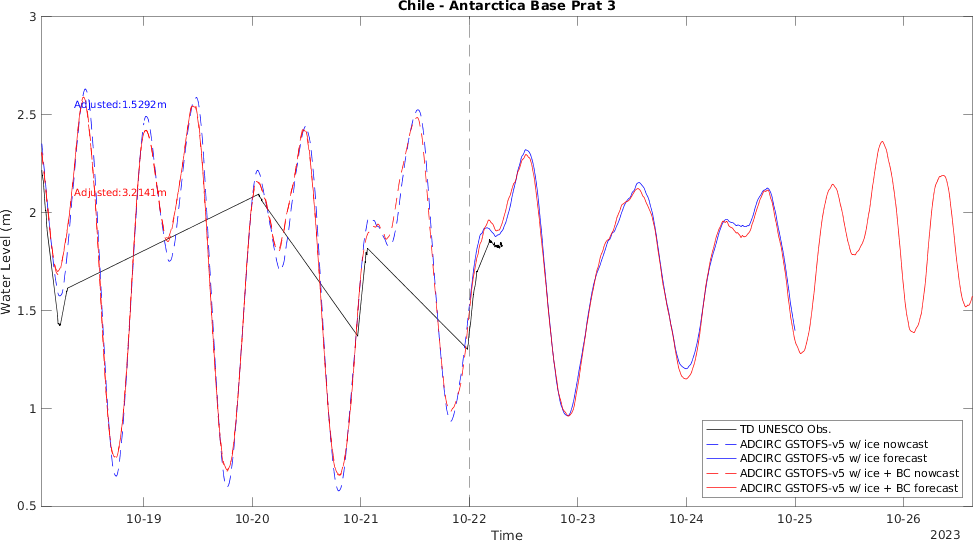 Chile - Antarctica Base Prat 3
3
2.5
2
1.5
1
0.5
Water Level (m)
Adjusted:1.5292m
Adjusted:3.2141m
TD UNESCO Obs.
ADCIRC GSTOFS-v5 w/ ice nowcast
ADCIRC GSTOFS-v5 w/ ice forecast
ADCIRC GSTOFS-v5 w/ ice + BC nowcast
ADCIRC GSTOFS-v5 w/ ice + BC forecast
10-19 10-20 10-21 10-22 10-23 10-24 10-25 10-26
Time
2023